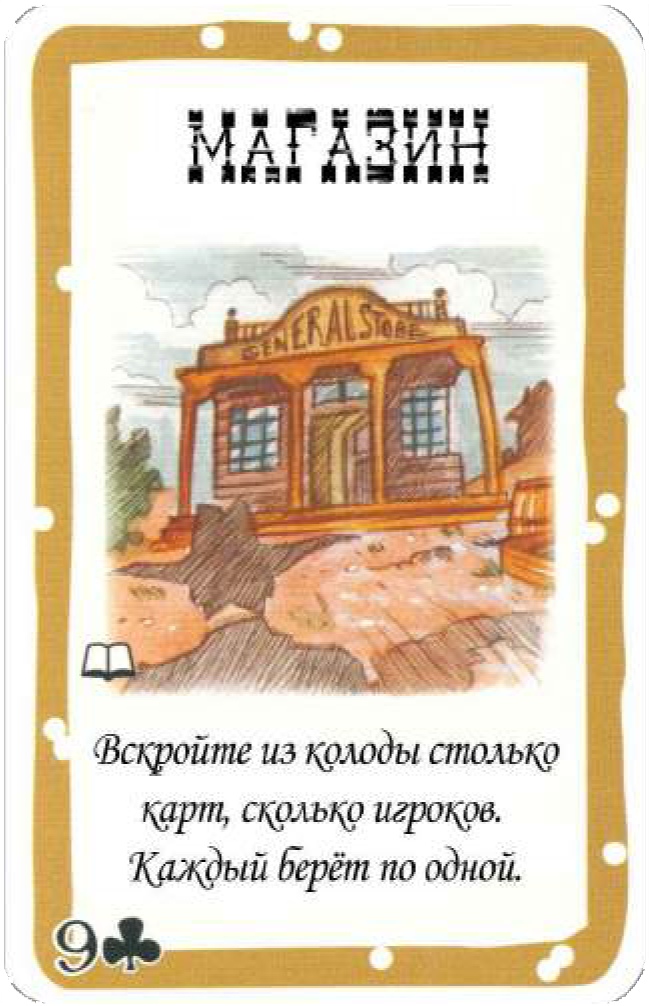 МАГАЗИН
GENERAL STORE
Вскройте из колоды столько
карт, сколько игроков.
Каждый берёт по одной.
9♣